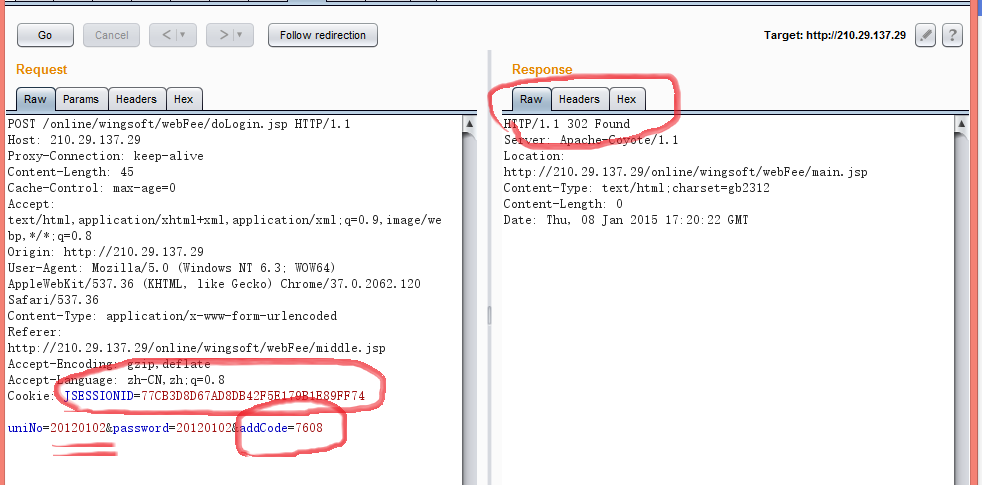 Go Cancel < > Follow redirection Target: http://210.29.137.29 ?
Request
Raw Params Headers Hex
POST /online/wingsoft/webFee/doLogin.jsp HTTP/1.1
Host: 210.29.137.29
Proxy-Connection: keep-alive
Content-Length: 45
Cache-Control: max-age=0
Accept:
text/html,application/xhtml+xml,application/xml;q=0.9,image/we
bp,*/*;q=0.8
Origin: http://210.29.137.29
User-Agent: Mozilla/5.0 (Windows NT 6.3; WOW64)
AppleWebKit/537.36 (KHTML, like Gecko) Chrome/37.0.2062.120
Safari/537.36
Content-Type: application/x-www-form-urlencoded
Referer:
http://210.29.137.29/online/wingsoft/webFee/middle.jsp
Accept-Encoding: gzip,deflate
Accept-Language: zh-CN,zh;q=0.8
Cookie: JSESSIONID=77CB3D8D67AD8DB42F5E179B1E89FF74
uniNo=20120102&password=20120102&addCode=7608
Response
Raw Headers Hex
HTTP/1.1 302 Found
Server: Apache-Coyote/1.1
Location:
http://210.29.137.29/online/wingsoft/webFee/main.jsp
Content-Type: text/html;charset=gb2312
Content-Length: 0
Date: Thu, 08 Jan 2015 17:20:22 GMT